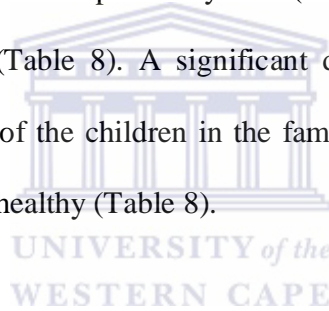 (Table 8). A significant
of the children in the fam
healthy (Table 8).
UNIVERSITY of the
WESTERN CAPE